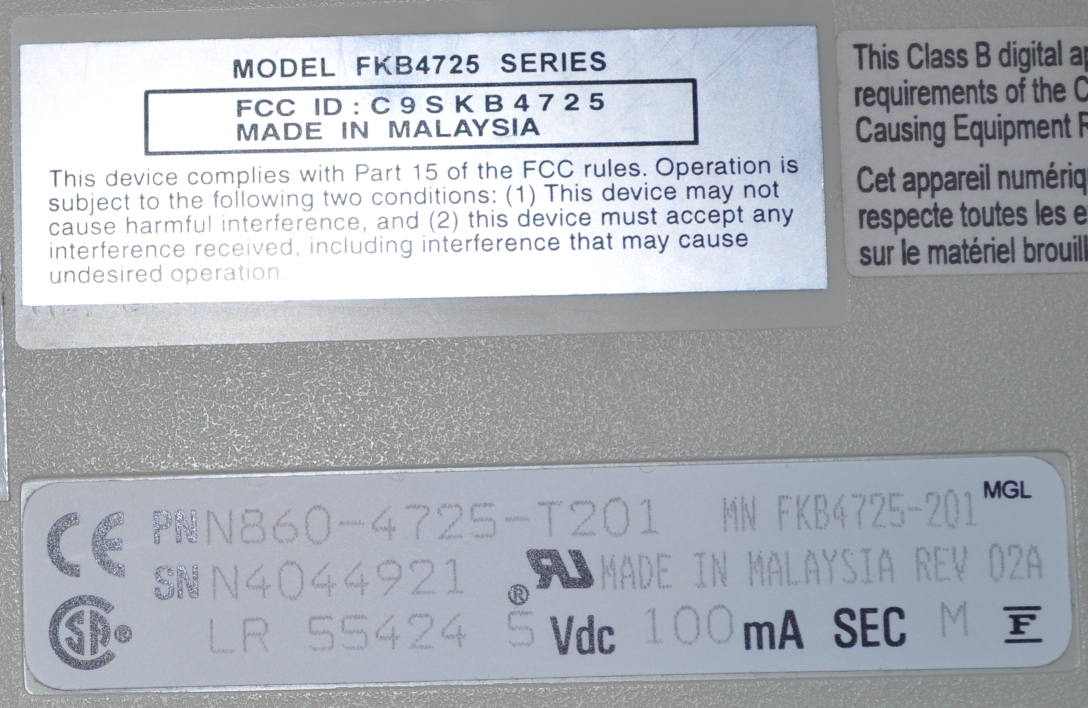 MODEL FKB4725 SERIES
FCC ID: C9SKB4725
MADE IN MALAYSIA
This device complies with Part 15 of the FCC rules. Operation is
subject to the following two conditions: (1) This device may not
cause harmful interference, and (2) this device must accept any
interference received, including interference that may cause
undesired operation.
This Class B digital ap
requirements of the C
Causing Equipment R
Cet appareil numériq
respecte toutes les e
sur le matériel brouill
CE PN N860-4725-T201 MN FKB4725-201 MGL
SN N4044921 ® RU MADE IN MALAYSIA REV 02A
SP® LR 55424 5 Vdc 100 mA SEC M F